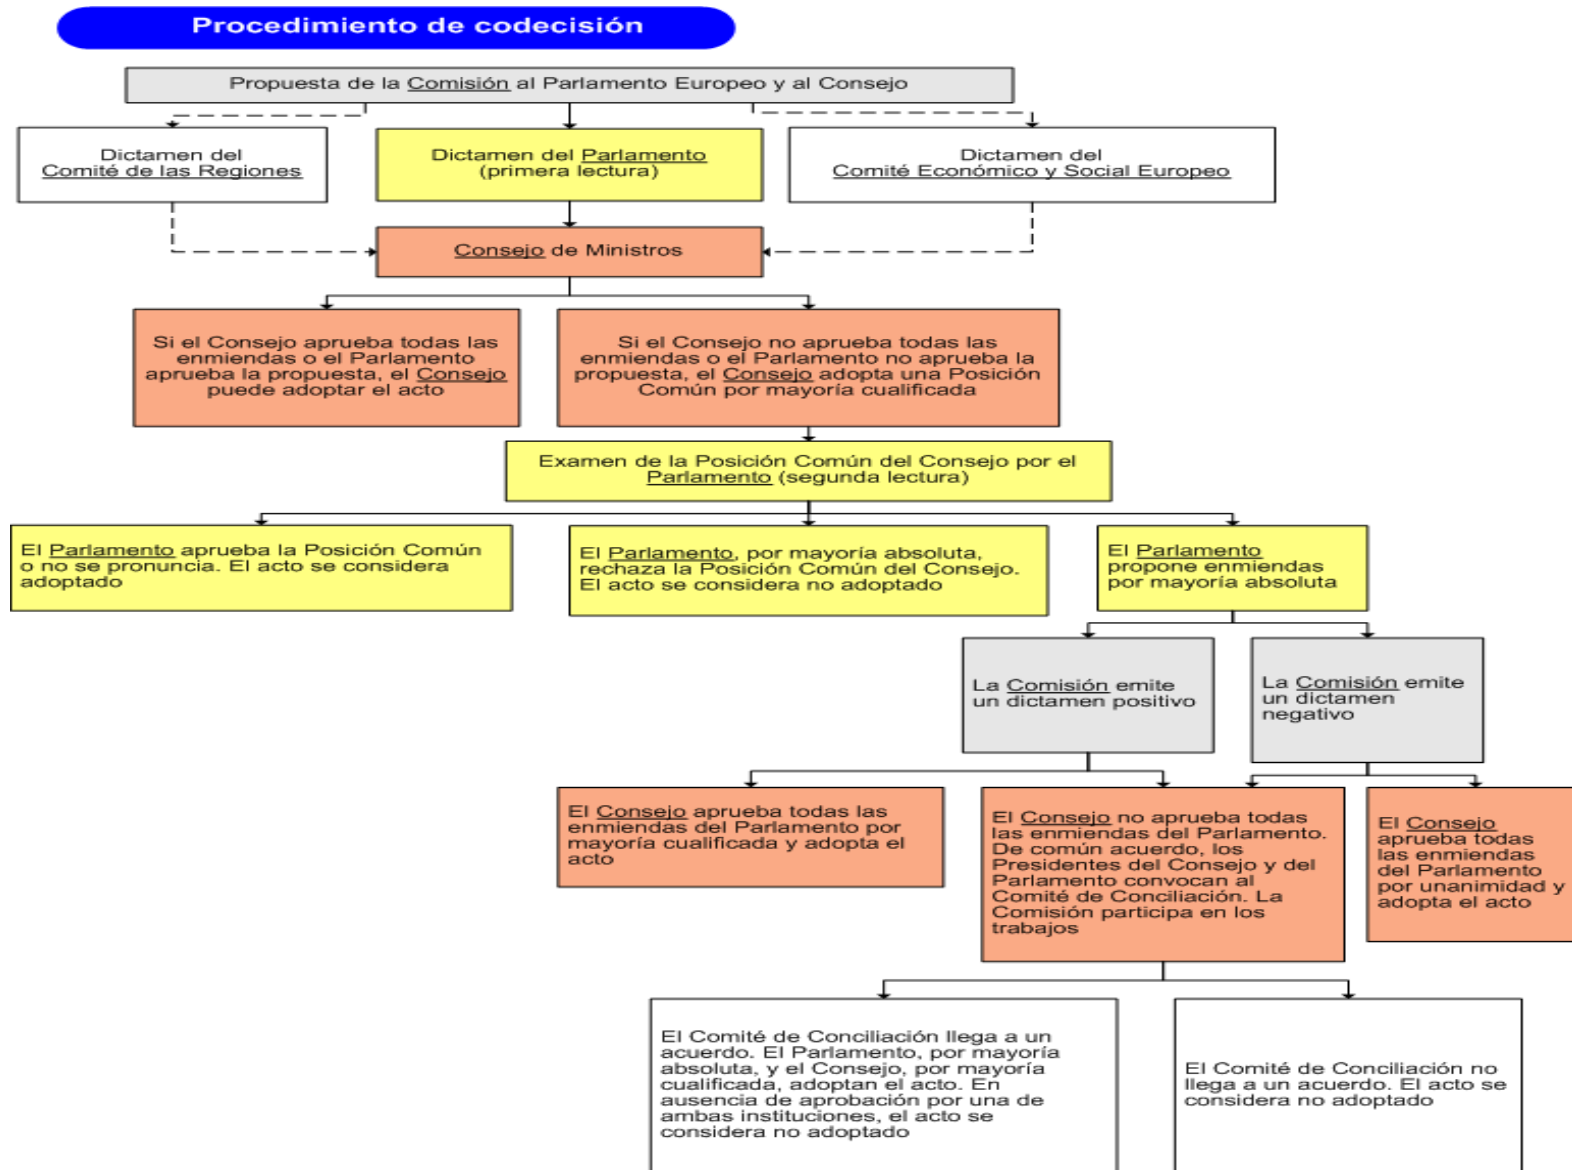 Procedimiento de codecisión
Propuesta de la Comisión al Parlamento Europeo y al Consejo
Dictamen del
Comité de las Regiones
Dictamen del Parlamento
(primera lectura)
Dictamen del
Comité Económico y Social Europeo
Consejo de Ministros
Si el Consejo aprueba todas las
enmiendas o el Parlamento
aprueba la propuesta, el Consejo
puede adoptar el acto
Si el Consejo no aprueba todas las
enmiendas o el Parlamento no aprueba la
propuesta, el Consejo adopta una Posición
Común por mayoría cualificada
Examen de la Posición Común del Consejo por el
Parlamento (segunda lectura)
El Parlamento aprueba la Posición Común
o no se pronuncia. El acto se considera
adoptado
El Parlamento, por mayoría absoluta,
rechaza la Posición Común del Consejo.
El acto se considera no adoptado
El Parlamento
propone enmiendas
por mayoría absoluta
La Comisión emite
un dictamen positivo
La Comisión emite
un dictamen
negativo
El Consejo aprueba todas las
enmiendas del Parlamento por
mayoría cualificada y adopta el
acto
El Consejo no aprueba todas
las enmiendas del Parlamento.
De común acuerdo, los
Presidentes del Consejo y del
Parlamento convocan al
Comité de Conciliación. La
Comisión participa en los
trabajos
El Consejo
aprueba todas
las enmiendas
del Parlamento
por unanimidad y
adopta el acto
El Comité de Conciliación llega a un
acuerdo. El Parlamento, por mayoría
absoluta, y el Consejo, por mayoría
cualificada, adoptan el acto. En
ausencia de aprobación por una de
ambas instituciones, el acto se
considera no adoptado
El Comité de Conciliación no
llega a un acuerdo. El acto se
considera no adoptado